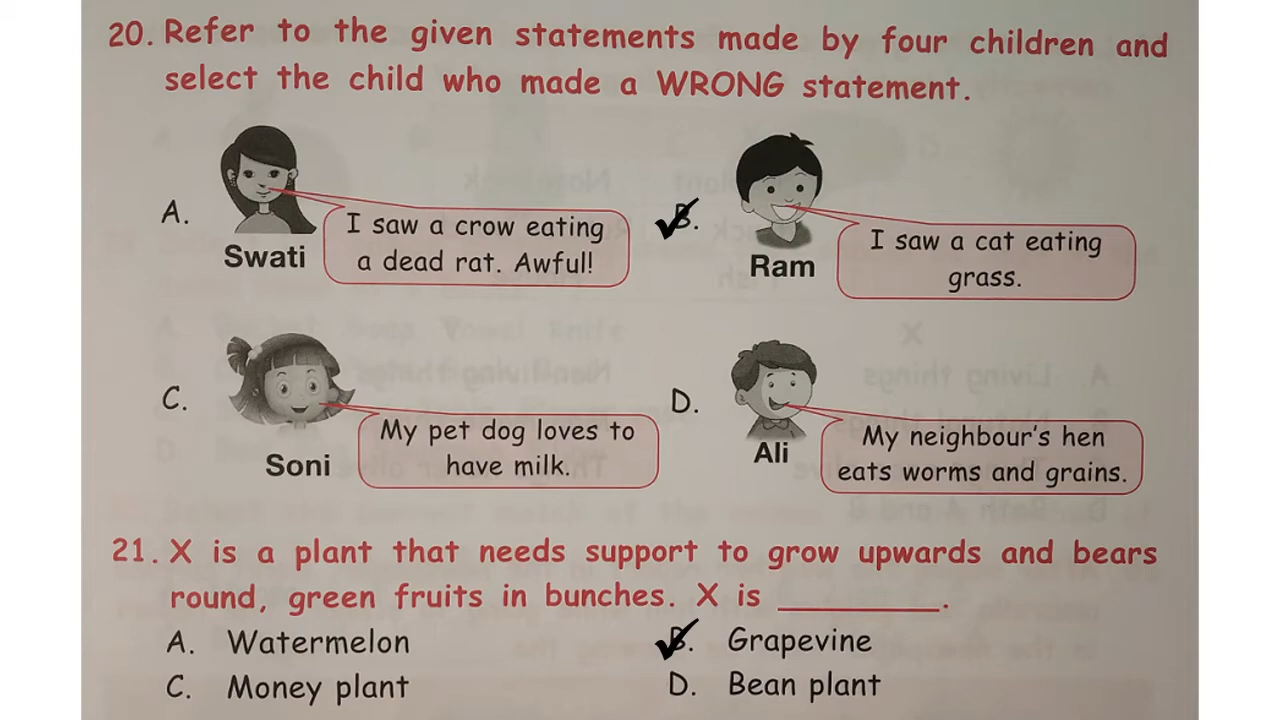 20. Refer to the given statements made by four children and
select the child who made a WRONG statement.
A.
Swati
I saw a crow eating
a dead rat. Awful!
B.
Ram
I saw a cat eating
grass.
C.
Soni
My pet dog loves to
have milk.
D.
Ali
My neighbour's hen
eats worms and grains.
21. X is a plant that needs support to grow upwards and bears
round, green fruits in bunches. X is __________.
A. Watermelon
B. Grapevine
C. Money plant
D. Bean plant